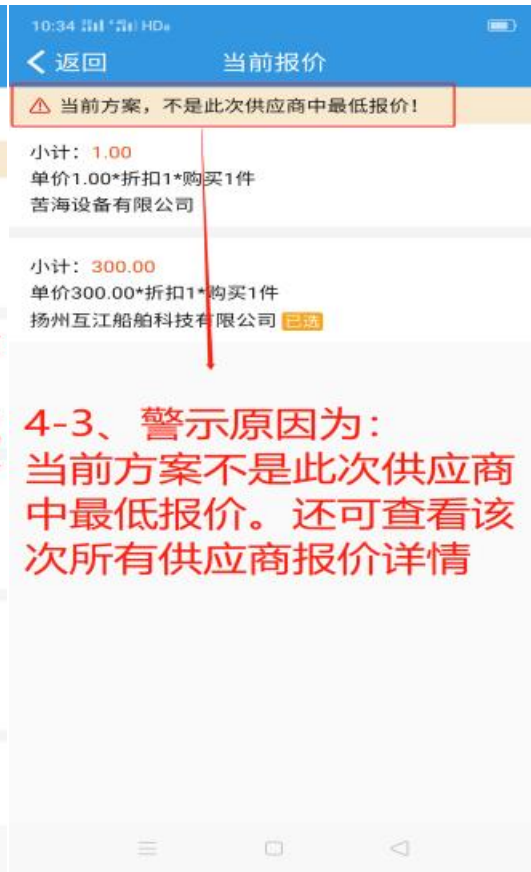 10:34 HD
返回 当前报价
当前方案，不是此次供应商中最低报价！
小计：1.00
单价1.00*折扣1*购买1件
苦海设备有限公司
小计：300.00
单价300.00*折扣1*购买1件
扬州互江船舶科技有限公司 已选
4-3、警示原因为：
当前方案不是此次供应商
中最低报价。还可查看该
次所有供应商报价详情